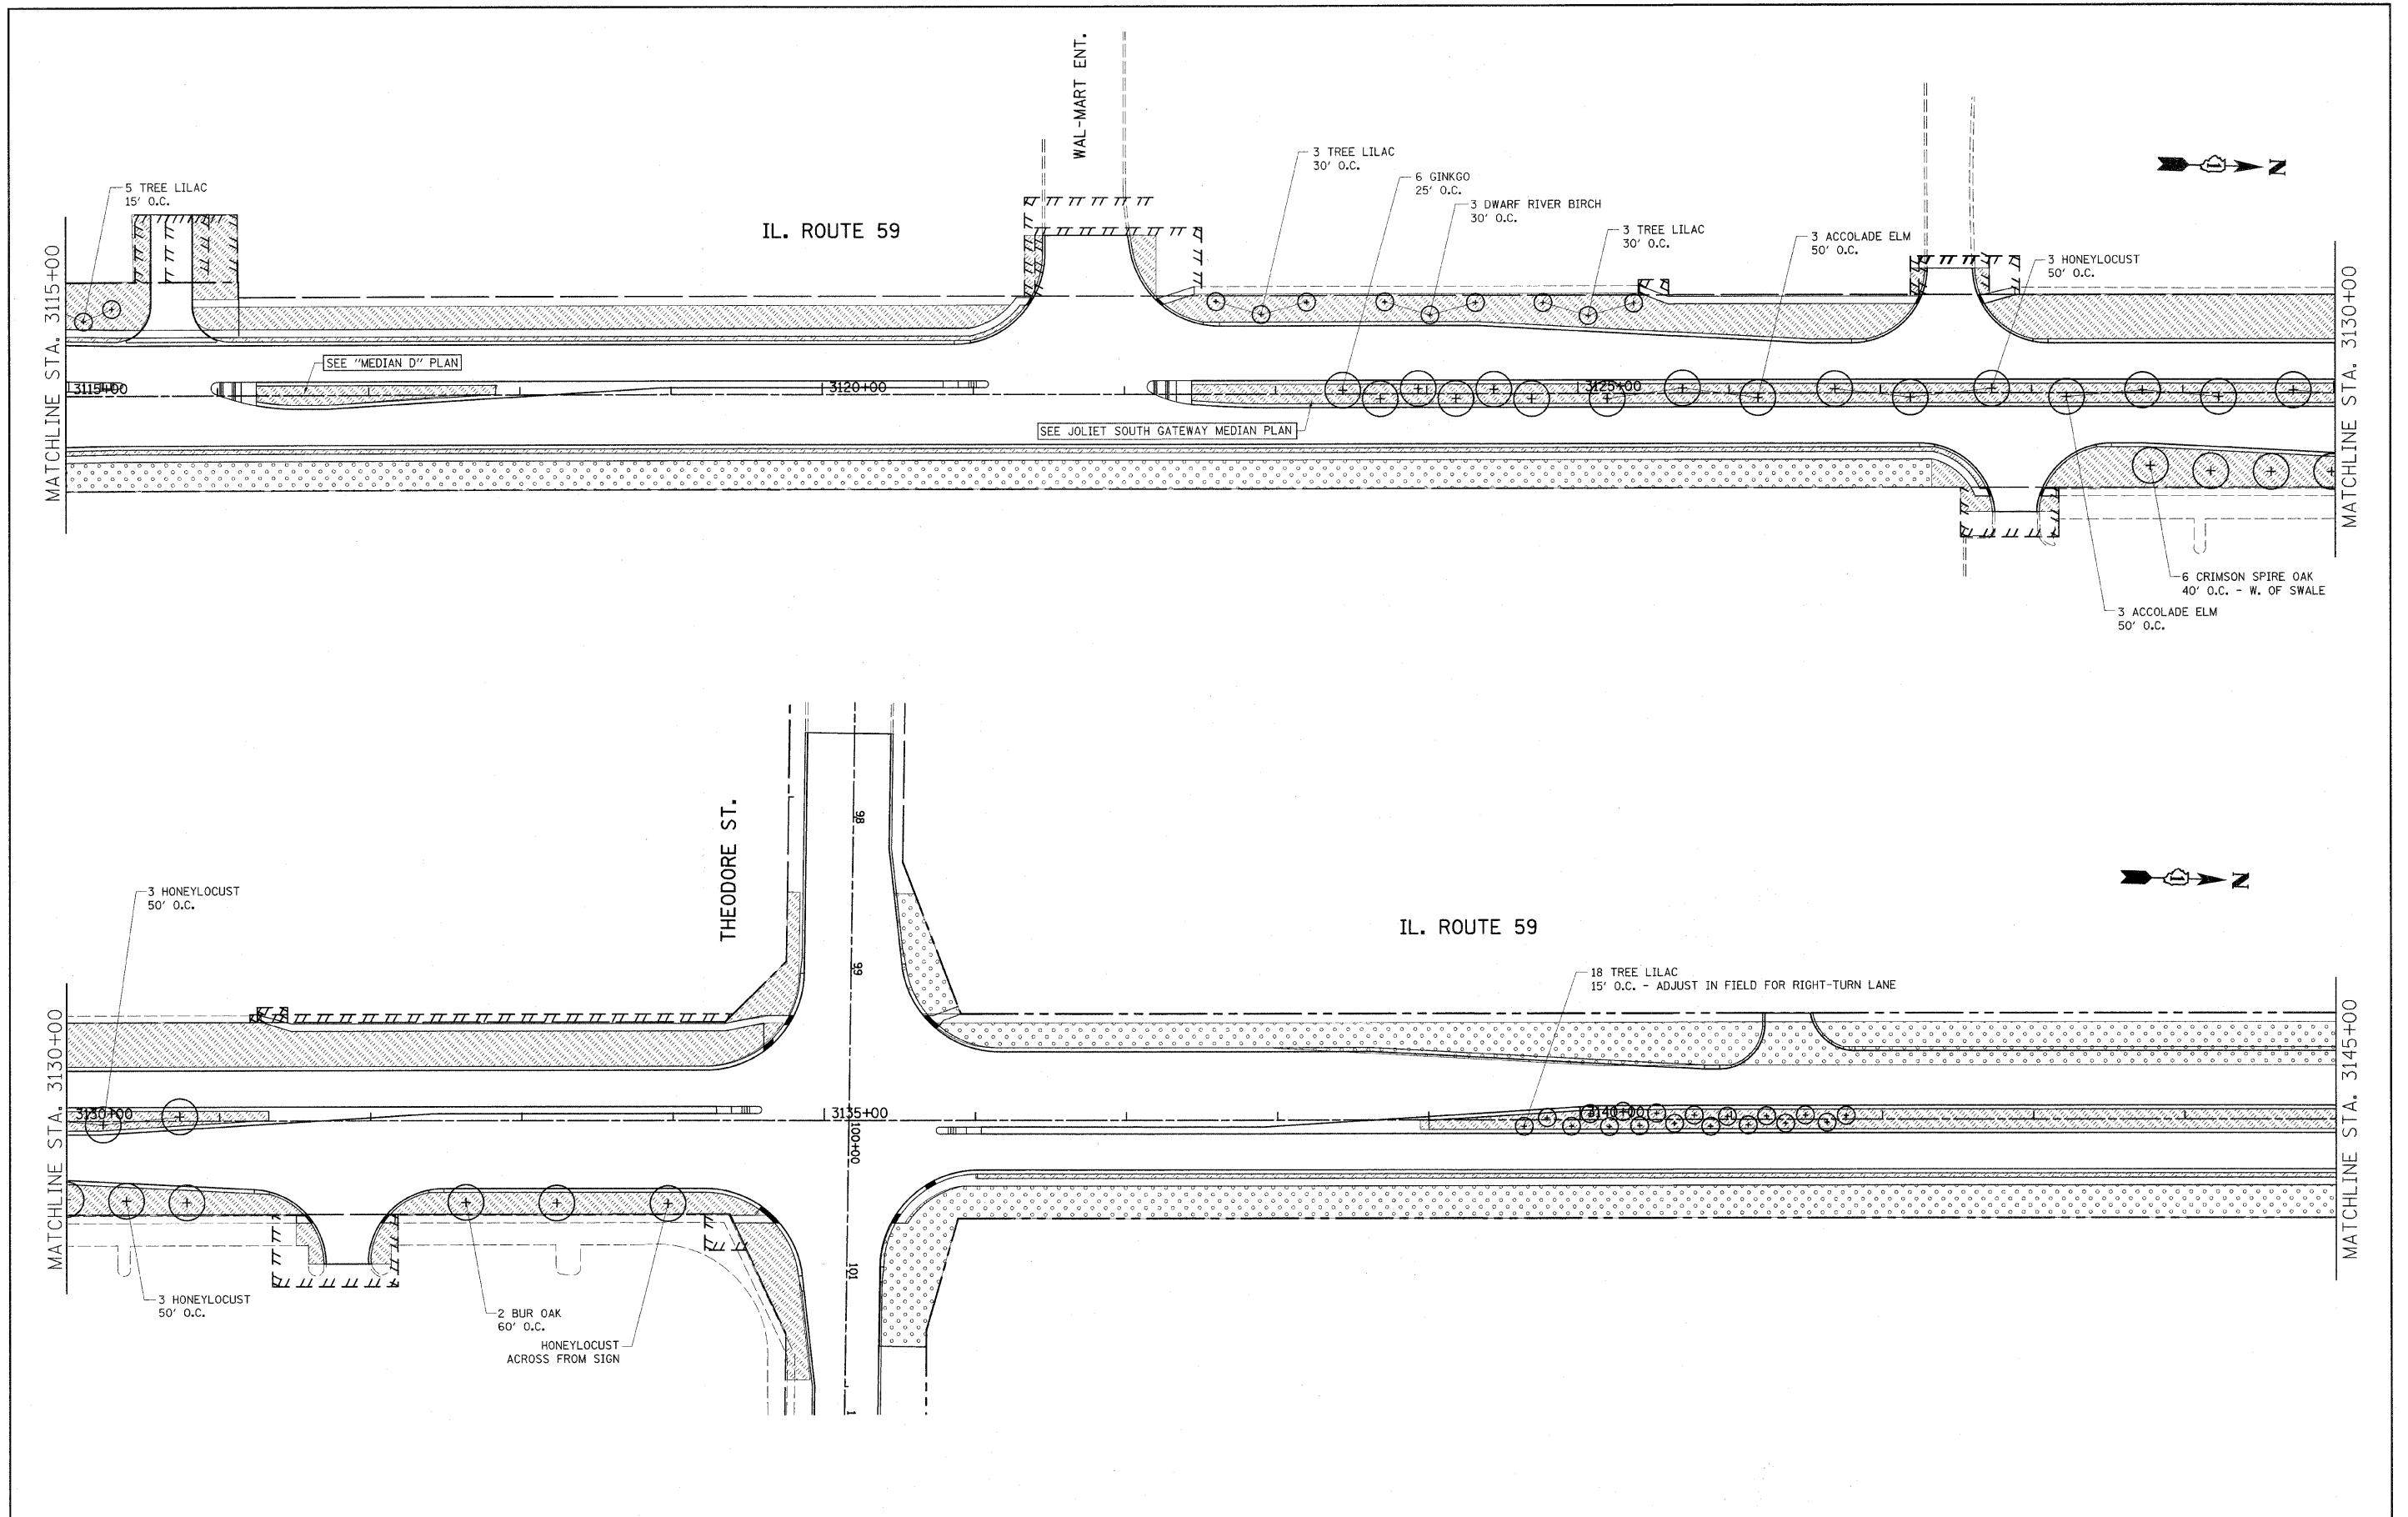 WAL-MART ENT.
3 TREE LILAC
30' O.C.
6 GINKGO
25' O.C.
3 DWARF RIVER BIRCH
30' O.C.
3 TREE LILAC
30' O.C.
3 ACCOLADE ELM
50' O.C.
3 HONEYLOCUST
50' O.C.
N
5 TREE LILAC
15' O.C.
IL. ROUTE 59
MATCHLINE STA. 3115+00
MATCHLINE STA. 3130+00
SEE "MEDIAN D" PLAN
3115+00
3120+00
3125+00
SEE JOLIET SOUTH GATEWAY MEDIAN PLAN
6 CRIMSON SPIRE OAK
40' O.C. - W. OF SWALE
3 ACCOLADE ELM
50' O.C.
THEODORE ST.
98
99
3 HONEYLOCUST
50' O.C.
N
IL. ROUTE 59
18 TREE LILAC
15' O.C. - ADJUST IN FIELD FOR RIGHT-TURN LANE
MATCHLINE STA. 3130+00
MATCHLINE STA. 3145+00
3130+00
3135+00
3140+00
100+00
101
1
3 HONEYLOCUST
50' O.C.
2 BUR OAK
60' O.C.
HONEYLOCUST
ACROSS FROM SIGN